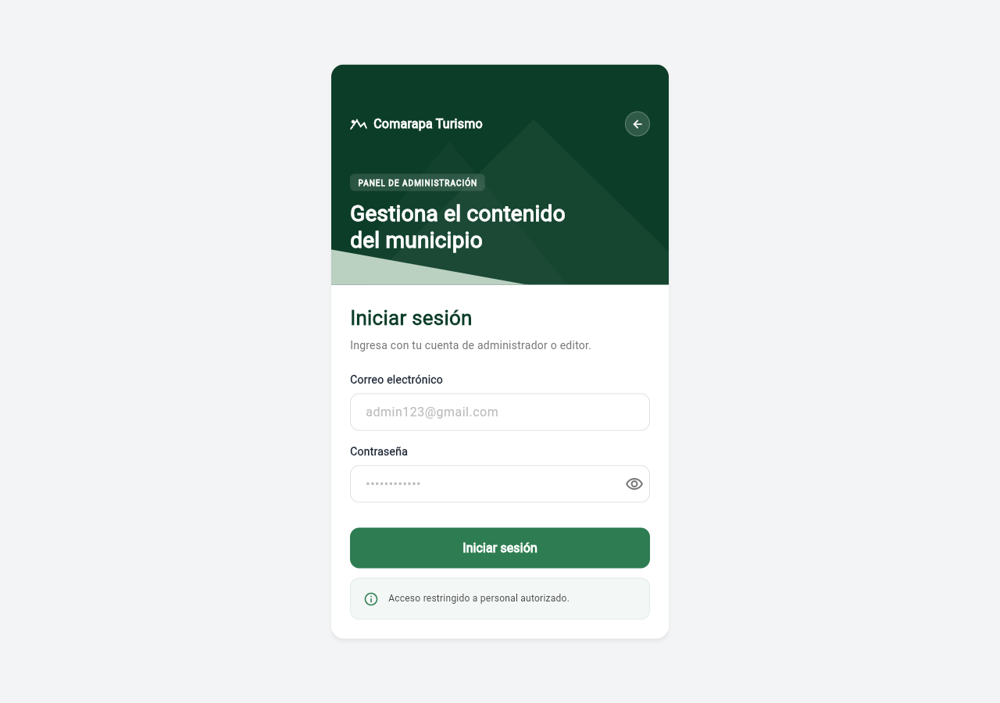 Comarapa Turismo
PANEL DE ADMINISTRACIÓN
Gestiona el contenido
del municipio
Iniciar sesión
Ingresa con tu cuenta de administrador o editor.
Correo electrónico
admin123@gmail.com
Contraseña
••••••••••••
Iniciar sesión
Acceso restringido a personal autorizado.